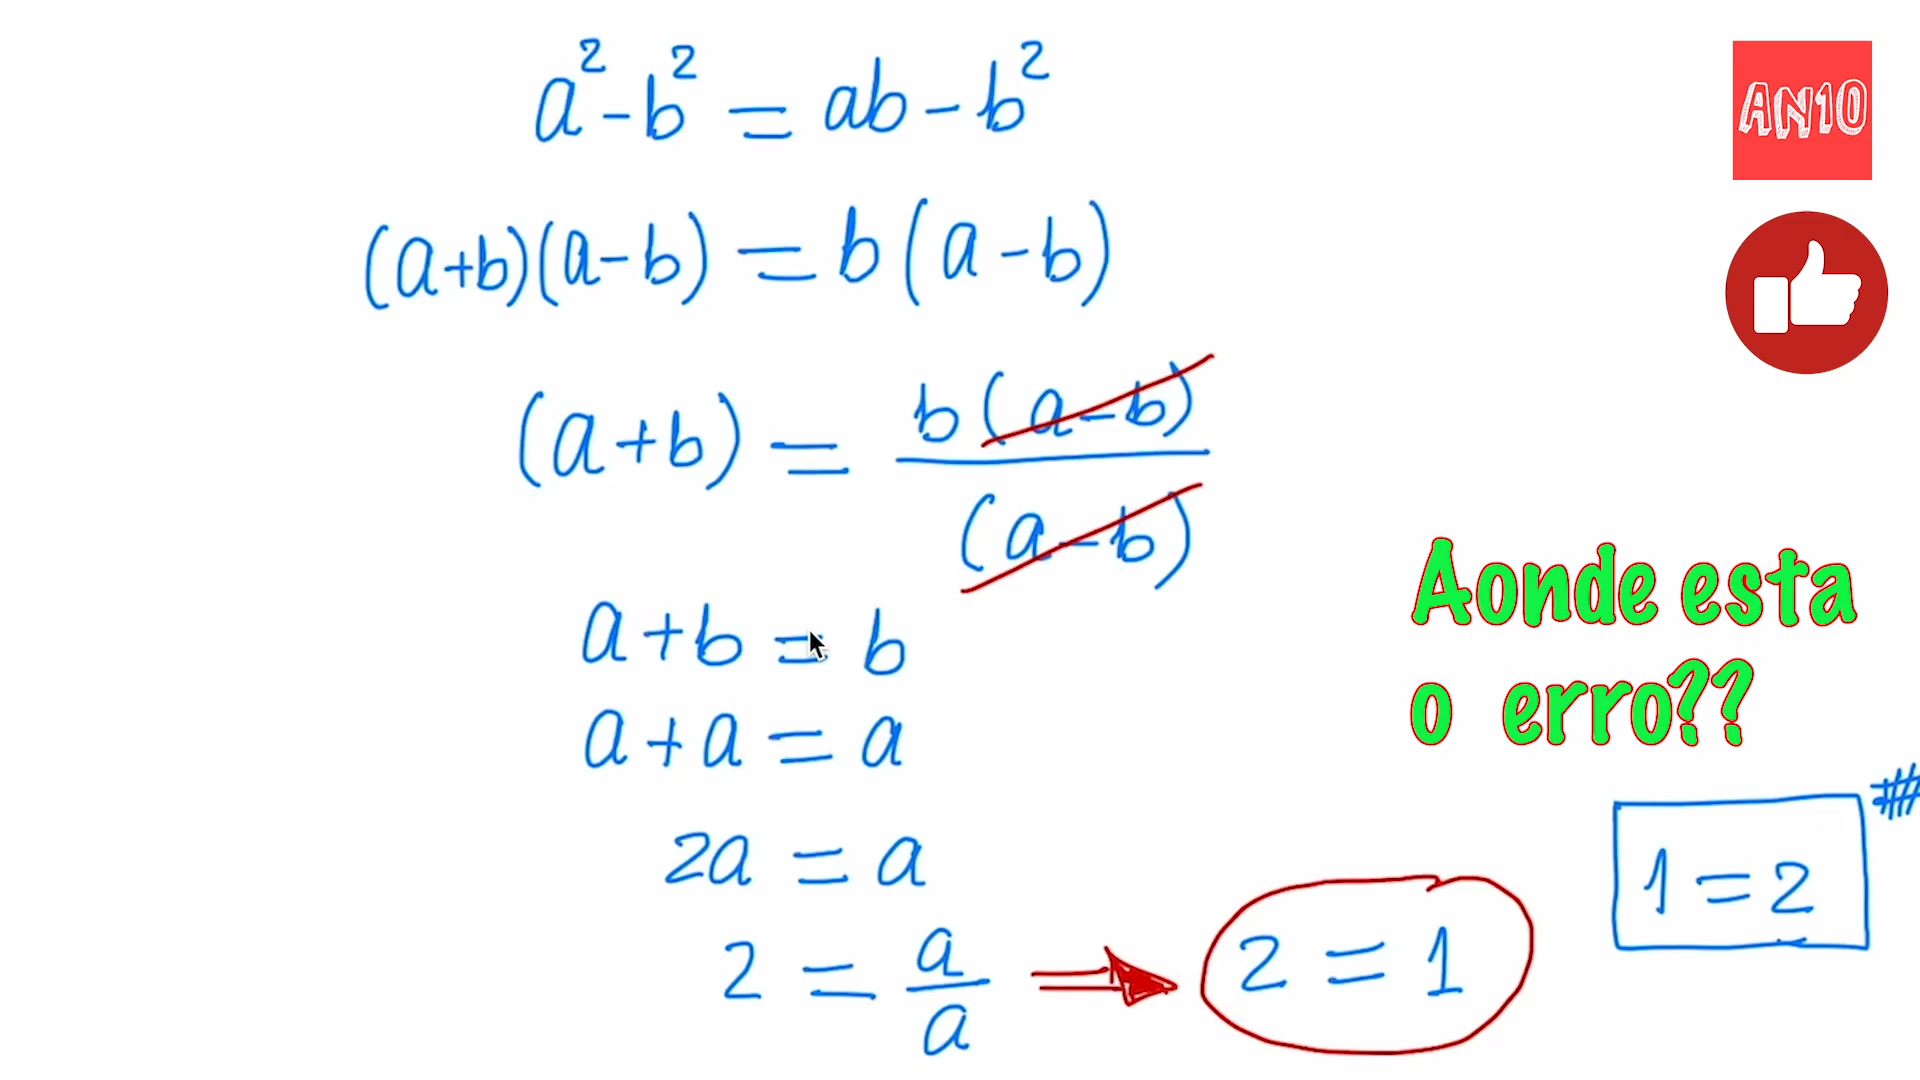 a² - b² = ab - b²
(a+b)(a-b) = b(a-b)
(a+b) = b(a-b)
(a-b)
a+b = b
a+a = a
2a = a
2 = a/a ⇒ 2 = 1
AN10
Aonde esta
o erro??
1=2